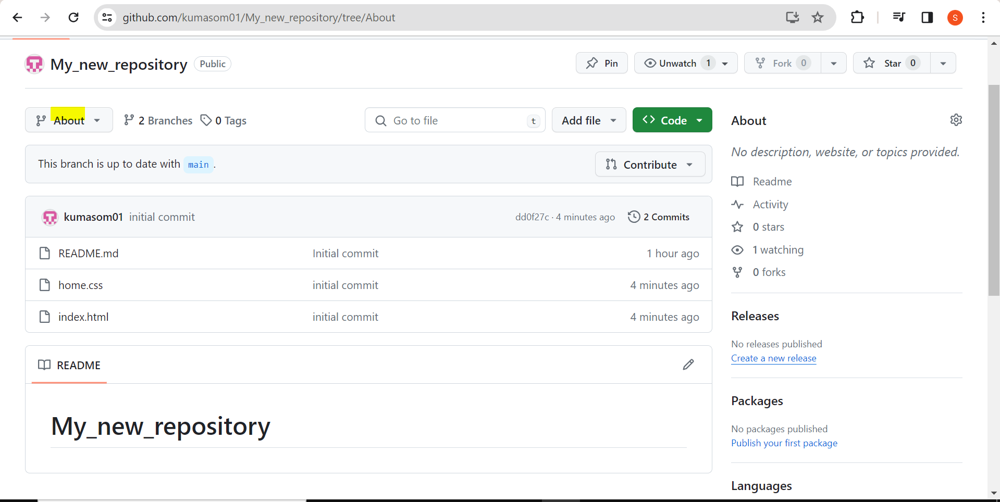 github.com/kumasom01/My_new_repository/tree/About
S
My_new_repository Public
Pin
Unwatch 1
Fork 0
Star 0
About
2 Branches
0 Tags
Go to file t
Add file
Code
This branch is up to date with main.
Contribute
kumasom01 initial commit dd0f27c · 4 minutes ago 2 Commits
README.md Initial commit 1 hour ago
home.css initial commit 4 minutes ago
index.html initial commit 4 minutes ago
README
My_new_repository
About
No description, website, or topics provided.
Readme
Activity
0 stars
1 watching
0 forks
Releases
No releases published
Create a new release
Packages
No packages published
Publish your first package
Languages